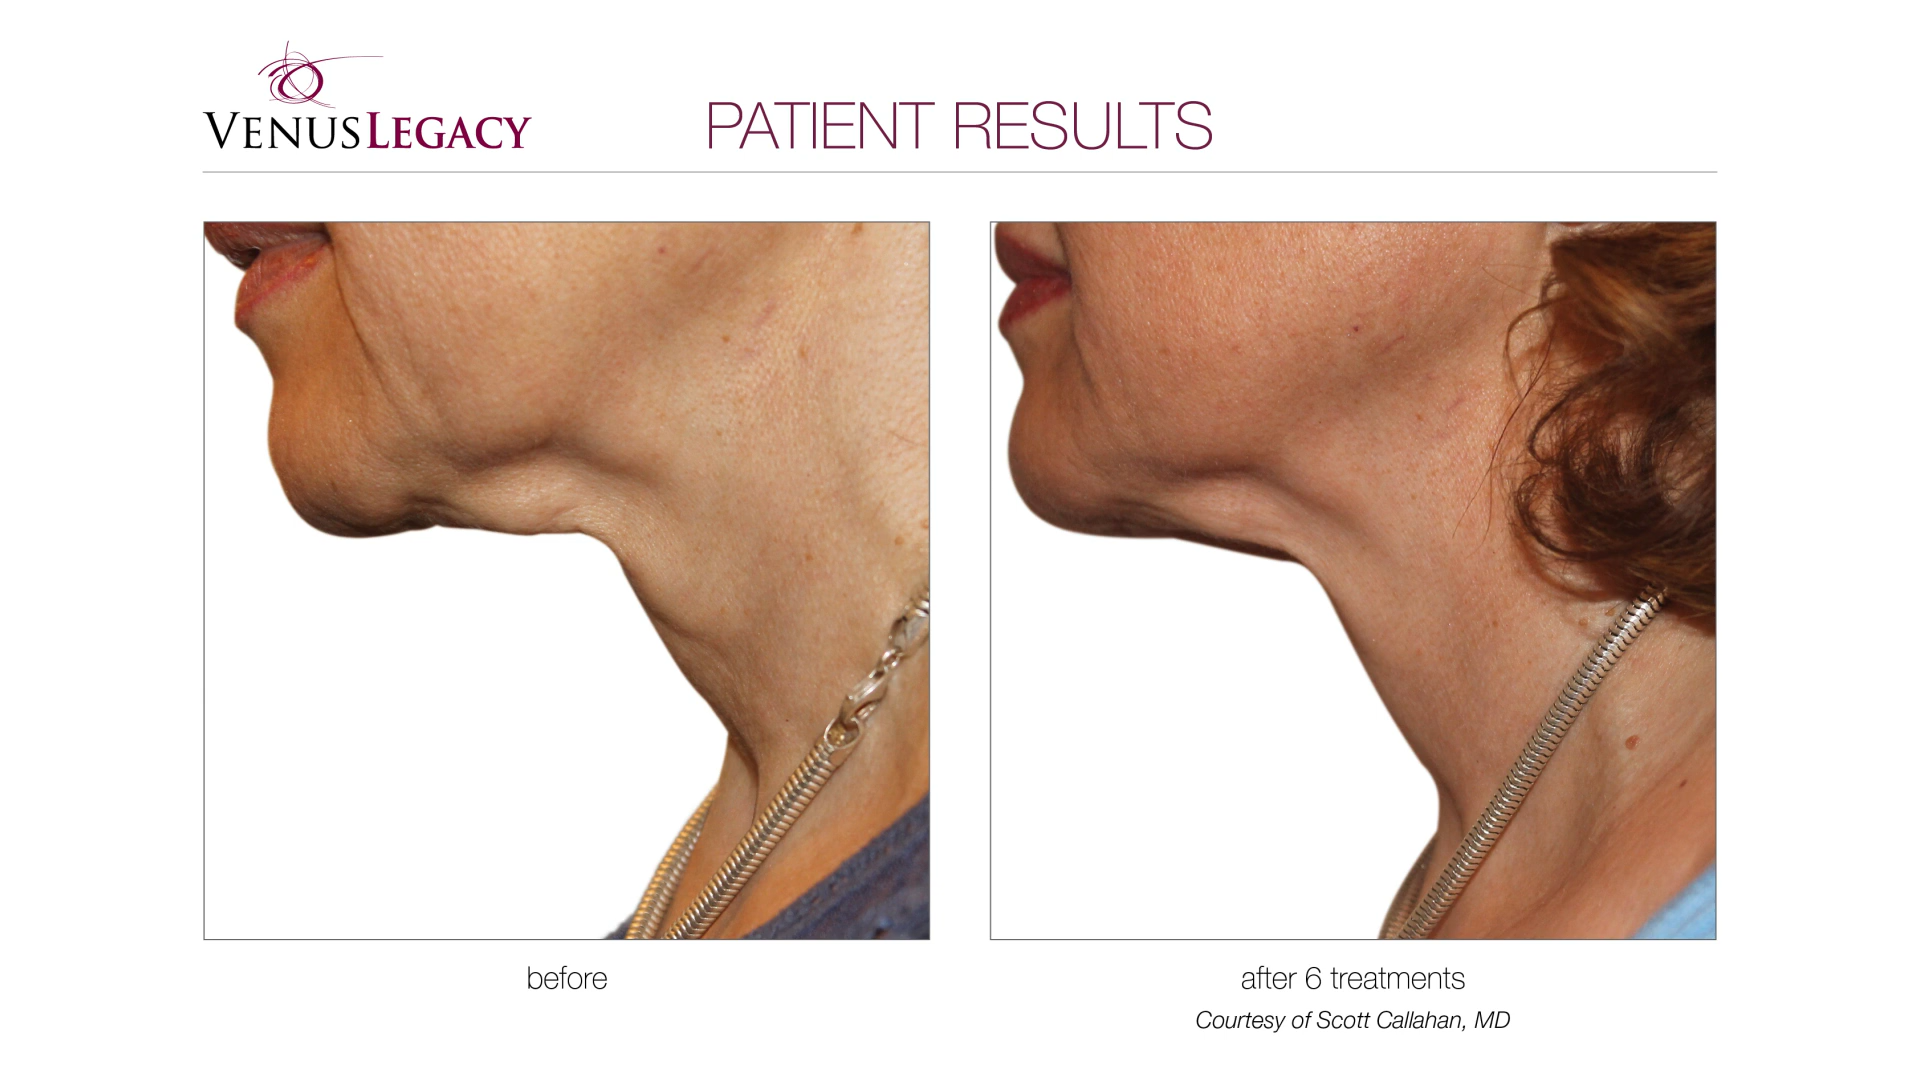 VENUS LEGACY
PATIENT RESULTS
before
after 6 treatments
Courtesy of Scott Callahan, MD